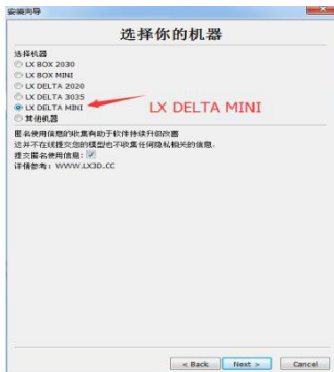 安装向导
选择你的机器
选择机器
LX BOX 2030
LX BOX MINI
LX DELTA 2020
LX DELTA 3035
LX DELTA MINI
LX DELTA MINI
其他机器
匿名使用信息的收集有助于软件持续升级改善
这并不在线提交您的模型也不收集任何隐私相关的信息.
提交匿名使用信息:
详情参考: WWW.LX3D.CC
< Back
Next >
Cancel